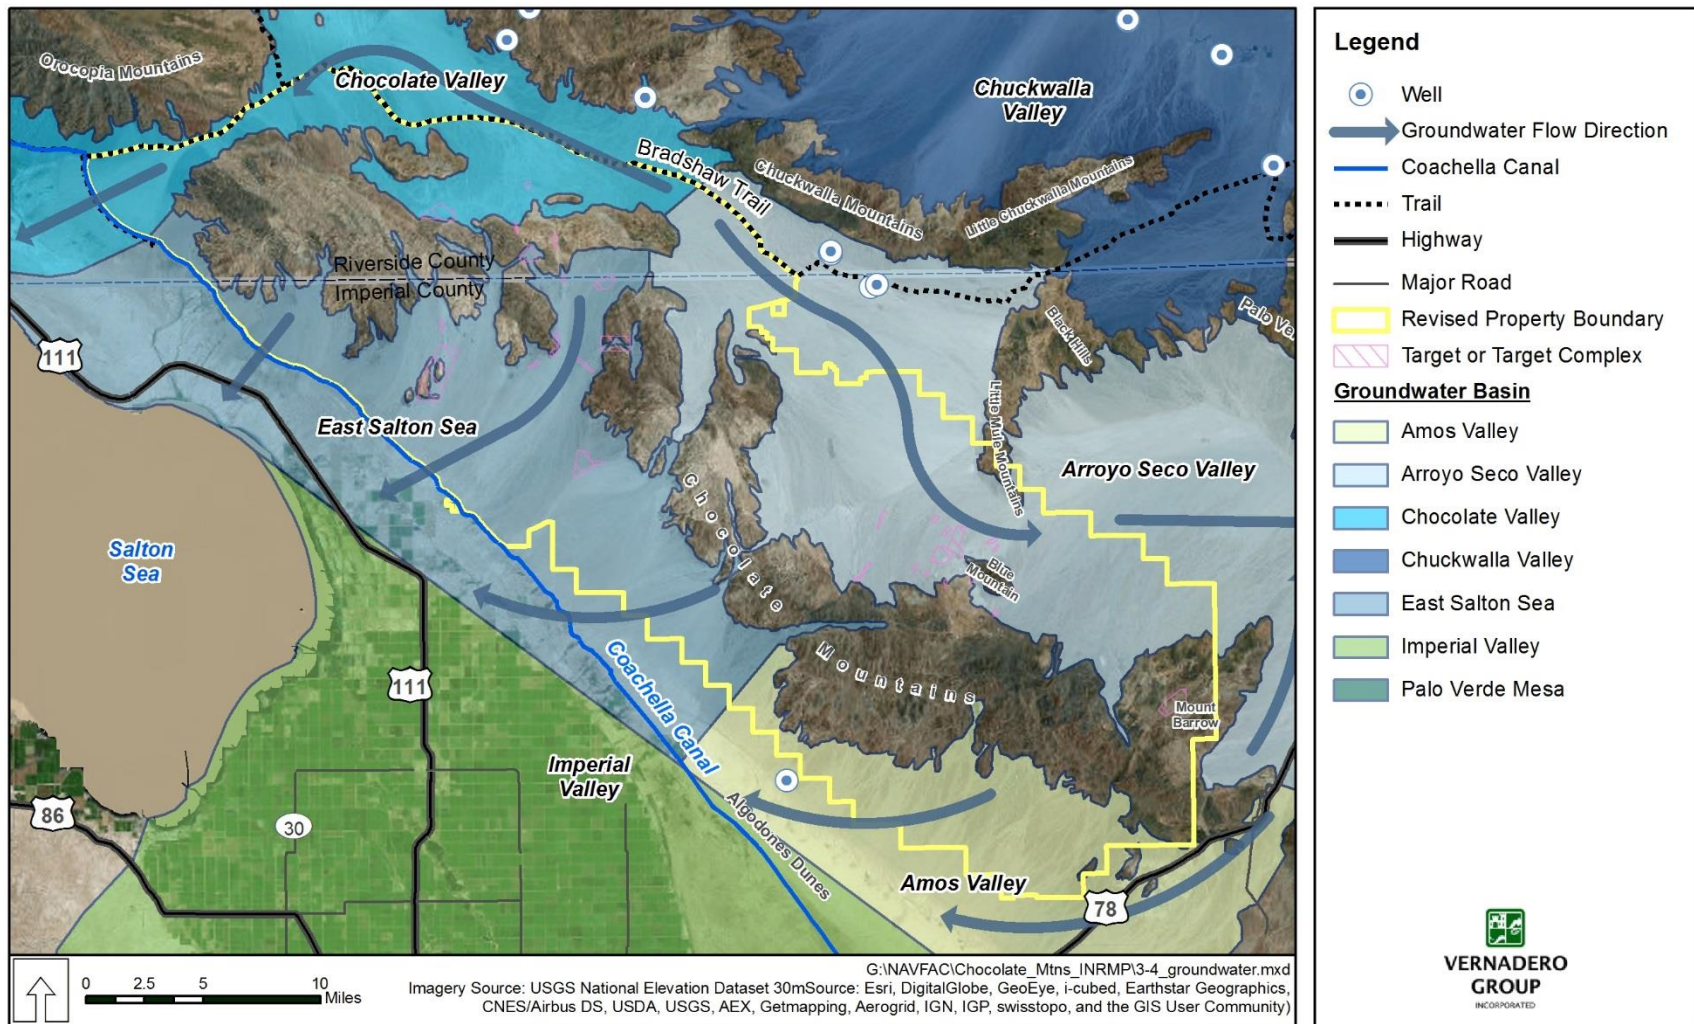 Orocopia Mountains
Chocolate Valley
Chuckwalla
Valley
Bradshaw Trail
Chuckwalla Mountains
Little Chuckwalla Mountains
Riverside County
Imperial County
111
Black Hills
Palo Ve
East Salton Sea
Little Mule Mountains
Arroyo Seco Valley
Chocolate
Mountains
Salton
Sea
Blue
Mountain
Coachella Canal
111
Mount
Barrow
Imperial
Valley
86
30
Algodones Dunes
Amos Valley
78
0 2.5 5 10
Miles
G:\NAVFAC\Chocolate_Mtns_INRMP\3-4_groundwater.mxd
Imagery Source: USGS National Elevation Dataset 30mSource: Esri, DigitalGlobe, GeoEye, i-cubed, Earthstar Geographics,
CNES/Airbus DS, USDA, USGS, AEX, Getmapping, Aerogrid, IGN, IGP, swisstopo, and the GIS User Community)
Legend
Well
Groundwater Flow Direction
Coachella Canal
Trail
Highway
Major Road
Revised Property Boundary
Target or Target Complex
Groundwater Basin
Amos Valley
Arroyo Seco Valley
Chocolate Valley
Chuckwalla Valley
East Salton Sea
Imperial Valley
Palo Verde Mesa
VERNADERO
GROUP
INCORPORATED